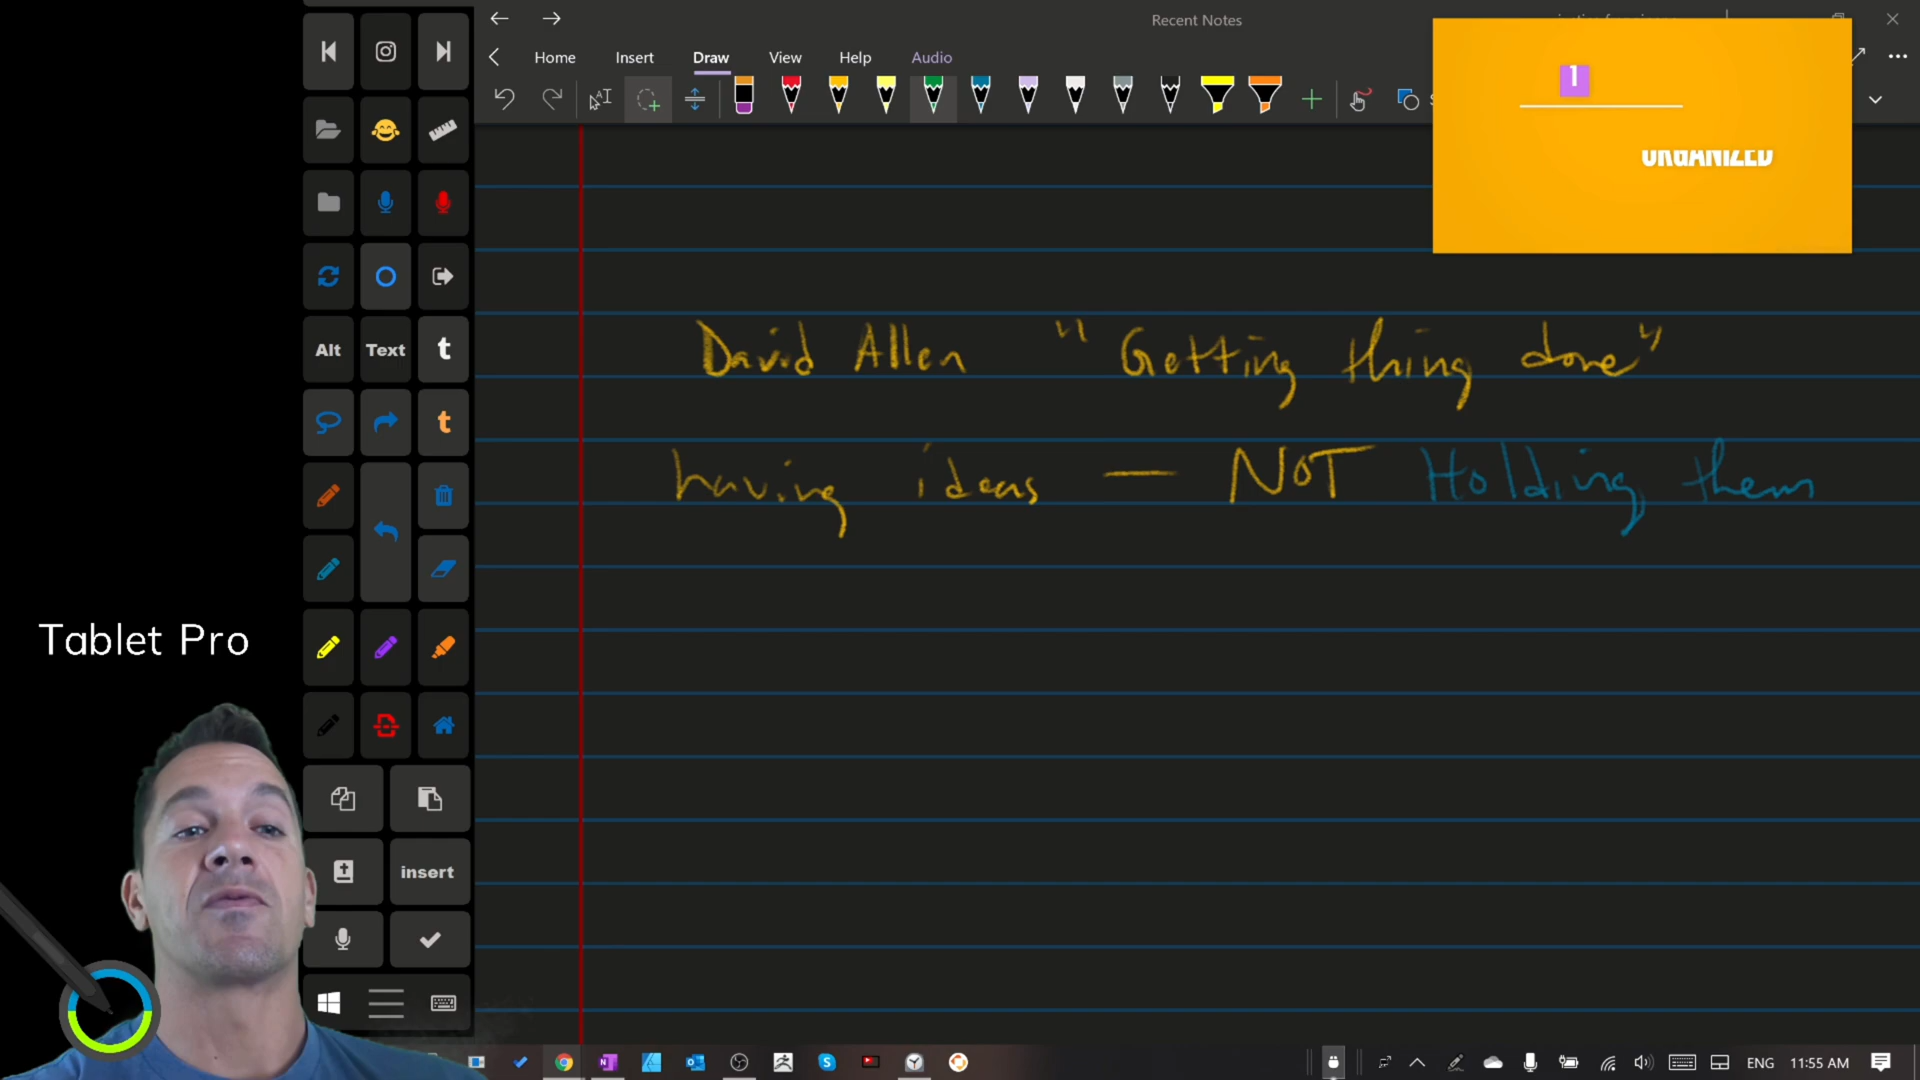 Recent Notes
Home Insert Draw View Help Audio
1
ORGANIZED
Alt Text t
t
David Allen "Getting thing done"
having ideas — NOT Holding them
Tablet Pro
insert
ENG 11:55 AM